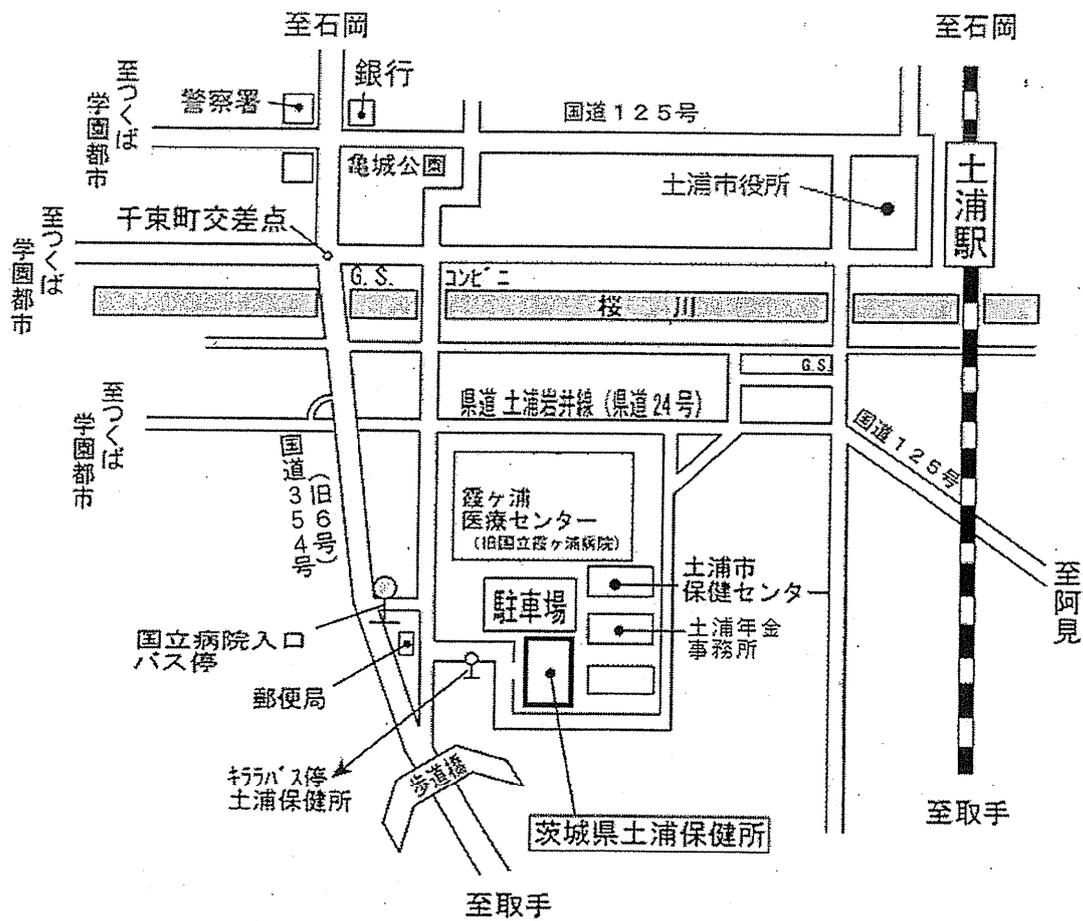 至石岡
至石岡
至つくば
学園都市
警察署
銀行
国道125号
亀城公園
土浦市役所
土浦駅
千束町交差点
至つくば
学園都市
G.S.
コンビニ
桜川
G.S.
県道 土浦岩井線 (県道24号)
至つくば
学園都市
国道354号
(旧6号)
国道125号
霞ヶ浦
医療センター
(旧国立霞ヶ浦病院)
土浦市
保健センター
駐車場
土浦年金
事務所
至阿見
国立病院入口
バス停
郵便局
キララバス停
土浦保健所
歩道橋
茨城県土浦保健所
至取手
至取手